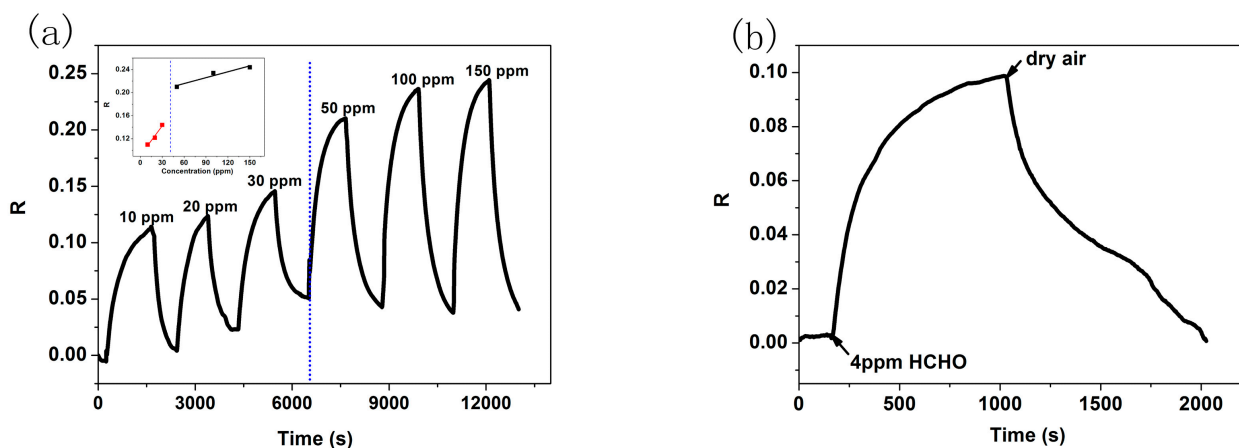 (a)
0.25
0.20
0.15
0.10
0.05
0.00
R
0
3000
6000
9000
12000
Time (s)
10 ppm
20 ppm
30 ppm
50 ppm
100 ppm
150 ppm
0.24
0.20
0.16
0.12
R
0
30
60
90
120
150
Concentration (ppm)
(b)
0.10
0.08
0.06
0.04
0.02
0.00
R
0
500
1000
1500
2000
Time (s)
dry air
4ppm HCHO